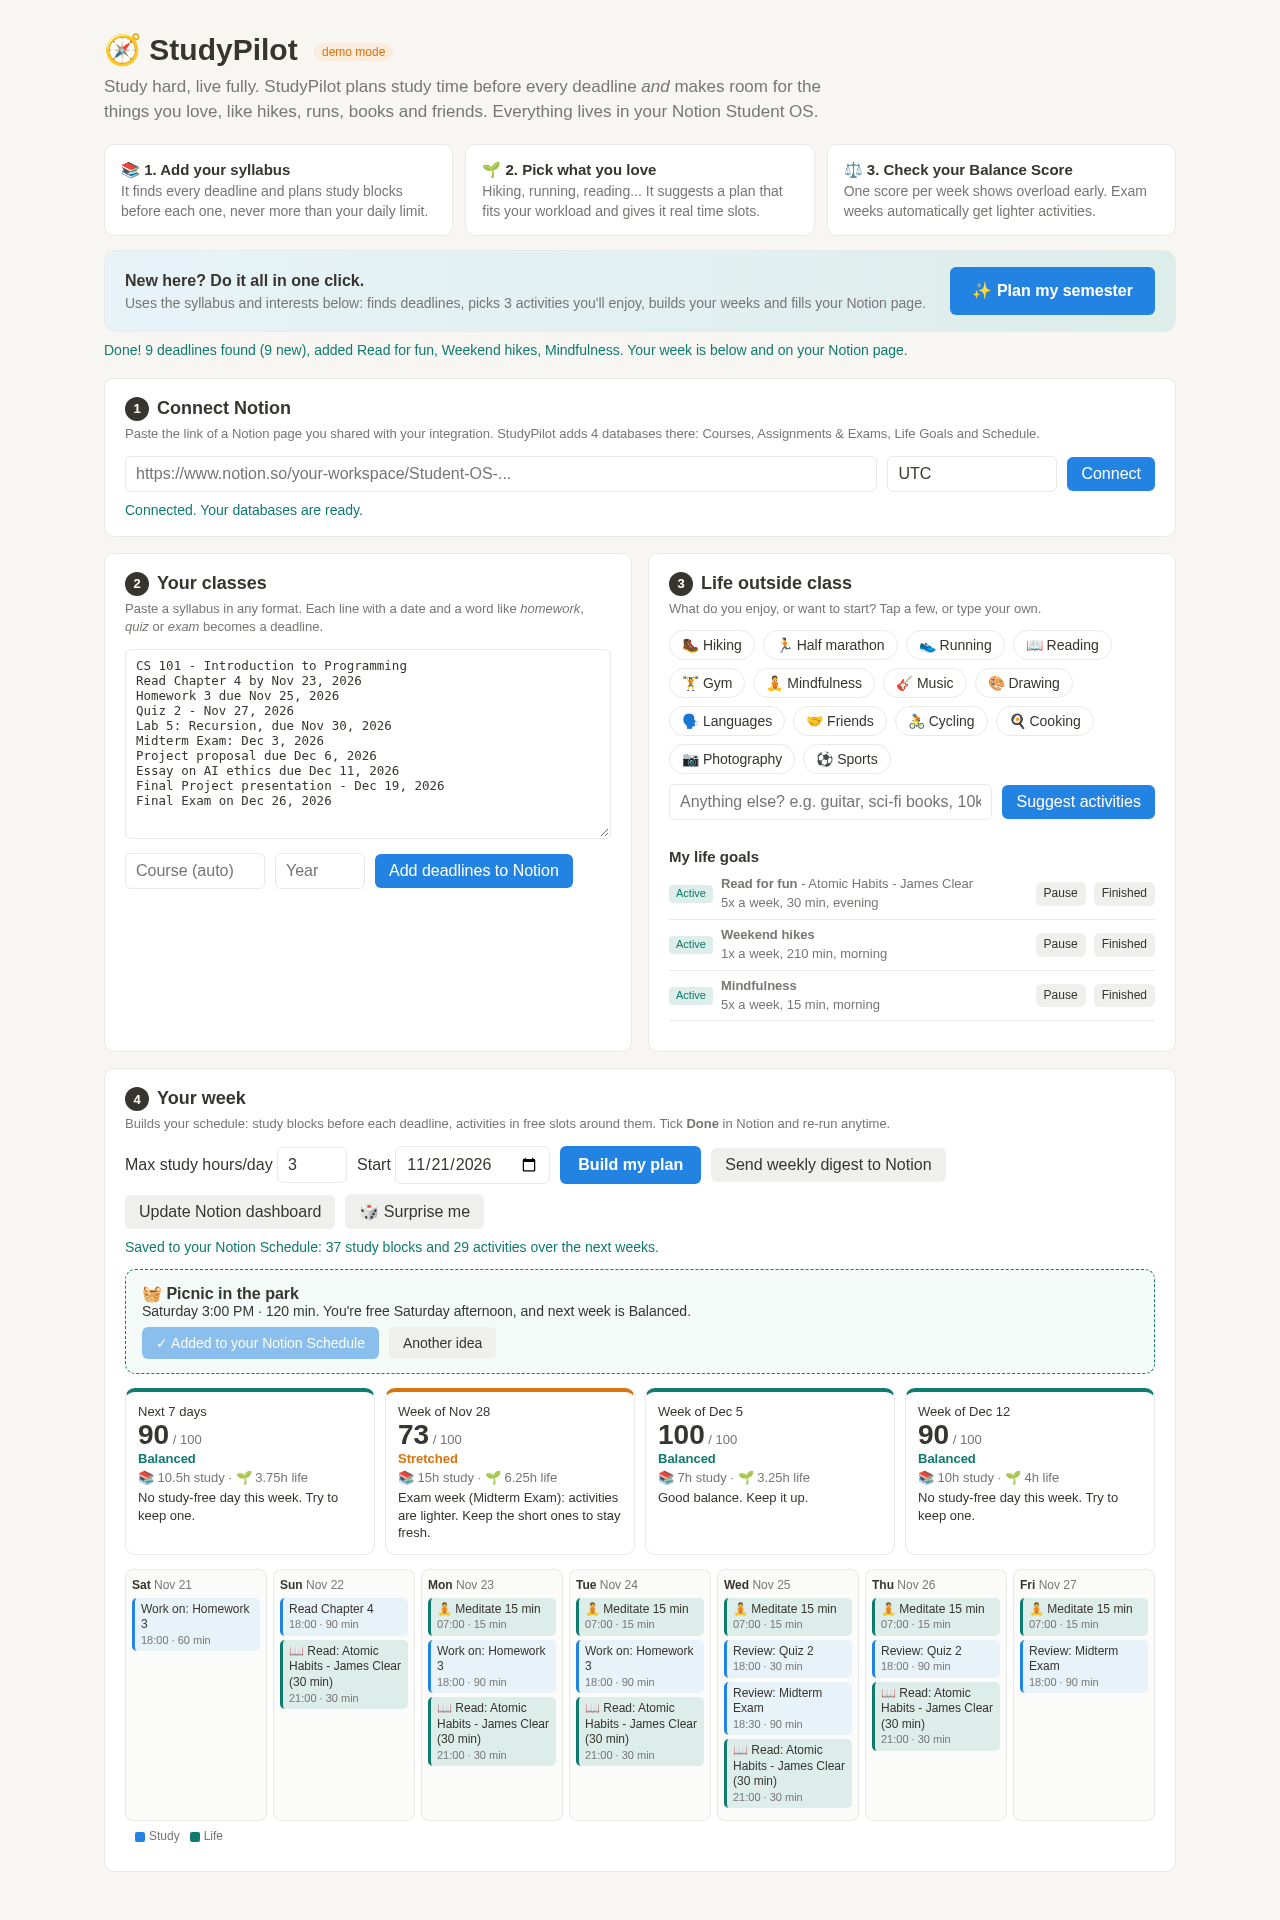 StudyPilot demo mode
Study hard, live fully. StudyPilot plans study time before every deadline and makes room for the
things you love, like hikes, runs, books and friends. Everything lives in your Notion Student OS.
1. Add your syllabus
It finds every deadline and plans study blocks
before each one, never more than your daily limit.
2. Pick what you love
Hiking, running, reading... It suggests a plan that
fits your workload and gives it real time slots.
3. Check your Balance Score
One score per week shows overload early. Exam
weeks automatically get lighter activities.
New here? Do it all in one click.
Uses the syllabus and interests below: finds deadlines, picks 3 activities you'll enjoy, builds your weeks and fills your Notion page.
✨ Plan my semester
Done! 9 deadlines found (9 new), added Read for fun, Weekend hikes, Mindfulness. Your week is below and on your Notion page.
1 Connect Notion
Paste the link of a Notion page you shared with your integration. StudyPilot adds 4 databases there: Courses, Assignments & Exams, Life Goals and Schedule.
https://www.notion.so/your-workspace/Student-OS-...
UTC
Connect
Connected. Your databases are ready.
2 Your classes
Paste a syllabus in any format. Each line with a date and a word like homework,
quiz or exam becomes a deadline.
CS 101 - Introduction to Programming
Read Chapter 4 by Nov 23, 2026
Homework 3 due Nov 25, 2026
Quiz 2 - Nov 27, 2026
Lab 5: Recursion, due Nov 30, 2026
Midterm Exam: Dec 3, 2026
Project proposal due Dec 6, 2026
Essay on AI ethics due Dec 11, 2026
Final Project presentation - Dec 19, 2026
Final Exam on Dec 26, 2026
Course (auto)
Year
Add deadlines to Notion
3 Life outside class
What do you enjoy, or want to start? Tap a few, or type your own.
Hiking
Half marathon
Running
Reading
Gym
Mindfulness
Music
Drawing
Languages
Friends
Cycling
Cooking
Photography
Sports
Anything else? e.g. guitar, sci-fi books, 10k
Suggest activities
My life goals
Active
Read for fun - Atomic Habits - James Clear
5x a week, 30 min, evening
Pause
Finished
Active
Weekend hikes
1x a week, 210 min, morning
Pause
Finished
Active
Mindfulness
5x a week, 15 min, morning
Pause
Finished
4 Your week
Builds your schedule: study blocks before each deadline, activities in free slots around them. Tick Done in Notion and re-run anytime.
Max study hours/day 3
Start 11/21/2026
Build my plan
Send weekly digest to Notion
Update Notion dashboard
Surprise me
Saved to your Notion Schedule: 37 study blocks and 29 activities over the next weeks.
Picnic in the park
Saturday 3:00 PM · 120 min. You're free Saturday afternoon, and next week is Balanced.
✓ Added to your Notion Schedule
Another idea
Next 7 days
90 / 100
Balanced
10.5h study · 3.75h life
No study-free day this week. Try to
keep one.
Week of Nov 28
73 / 100
Stretched
15h study · 6.25h life
Exam week (Midterm Exam): activities
are lighter. Keep the short ones to stay
fresh.
Week of Dec 5
100 / 100
Balanced
7h study · 3.25h life
Good balance. Keep it up.
Week of Dec 12
90 / 100
Balanced
10h study · 4h life
No study-free day this week. Try to
keep one.
Sat Nov 21
Work on: Homework
3
18:00 · 60 min
Sun Nov 22
Read Chapter 4
18:00 · 90 min
Read: Atomic
Habits - James Clear
(30 min)
21:00 · 30 min
Mon Nov 23
Meditate 15 min
07:00 · 15 min
Work on: Homework
3
18:00 · 90 min
Read: Atomic
Habits - James Clear
(30 min)
21:00 · 30 min
Tue Nov 24
Meditate 15 min
07:00 · 15 min
Work on: Homework
3
18:00 · 90 min
Read: Atomic
Habits - James Clear
(30 min)
21:00 · 30 min
Wed Nov 25
Meditate 15 min
07:00 · 15 min
Review: Quiz 2
18:00 · 30 min
Review: Midterm
Exam
18:30 · 90 min
Read: Atomic
Habits - James Clear
(30 min)
21:00 · 30 min
Thu Nov 26
Meditate 15 min
07:00 · 15 min
Review: Quiz 2
18:00 · 90 min
Read: Atomic
Habits - James Clear
(30 min)
21:00 · 30 min
Fri Nov 27
Meditate 15 min
07:00 · 15 min
Review: Midterm
Exam
18:00 · 90 min
Study
Life